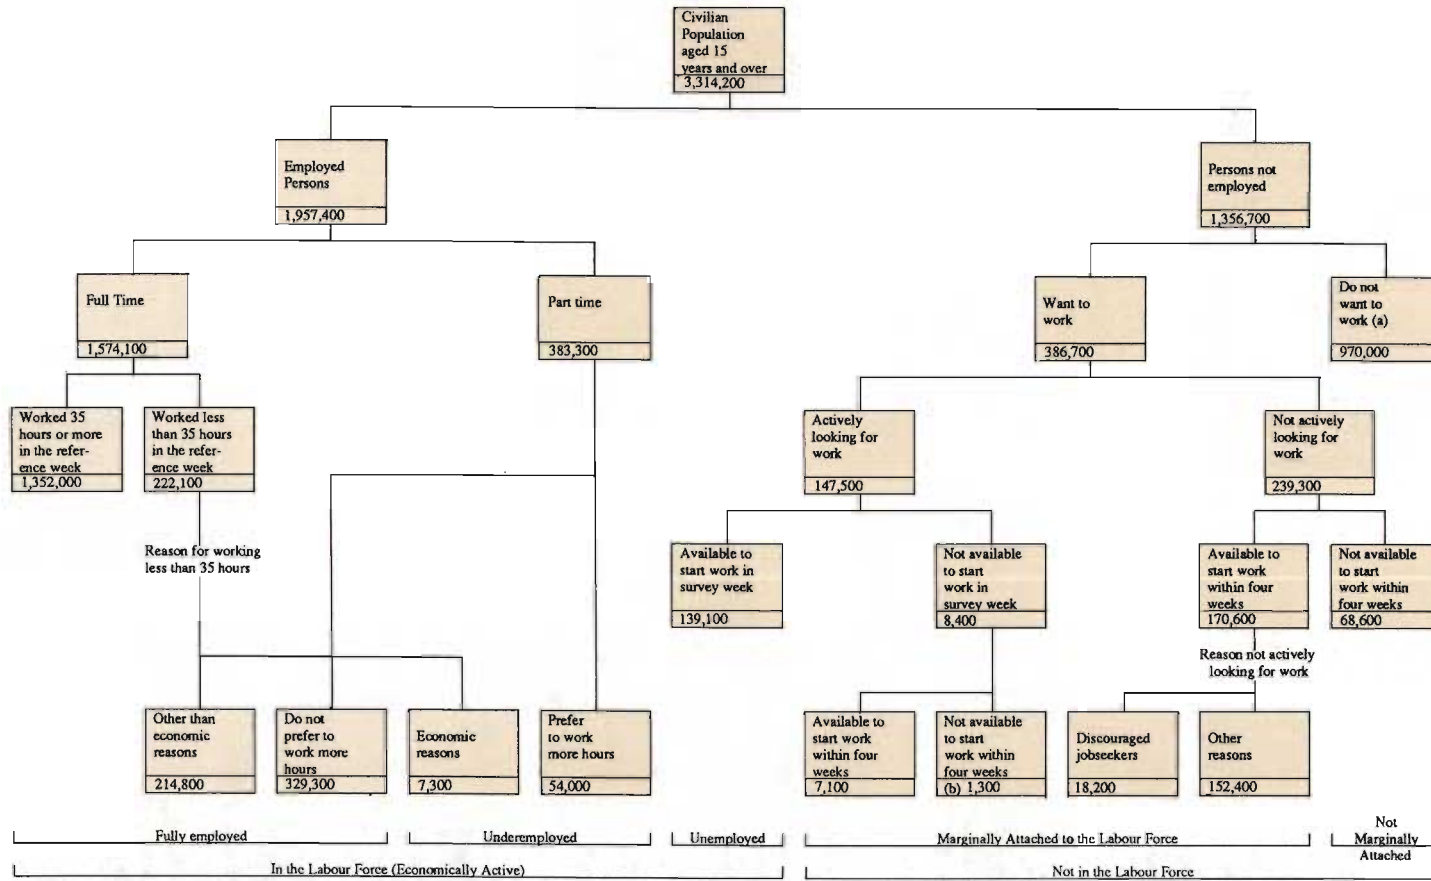 Civilian
Population
aged 15
years and over
3,314,200
Employed
Persons
1,957,400
Persons not
employed
1,356,700
Full Time
1,574,100
Part time
383,300
Want to
work
386,700
Do not
want to
work (a)
970,000
Worked 35
hours or more
in the refer-
ence week
1,352,000
Worked less
than 35 hours
in the refer-
ence week
222,100
Actively
looking for
work
147,500
Not actively
looking for
work
239,300
Reason for working
less than 35 hours
Available to
start work in
survey week
139,100
Not available
to start
work in
survey week
8,400
Available to
start work
within four
weeks
170,600
Not available
to start
work within
four weeks
68,600
Reason not actively
looking for work
Other than
economic
reasons
214,800
Do not
prefer to
work more
hours
329,300
Economic
reasons
7,300
Prefer
to work
more hours
54,000
Available to
start work
within four
weeks
7,100
Not available
to start
work within
four weeks
(b) 1,300
Discouraged
jobseekers
18,200
Other
reasons
152,400
Fully employed
Underemployed
Unemployed
Marginally Attached to the Labour Force
Not
Marginally
Attached
In the Labour Force (Economically Active)
Not in the Labour Force